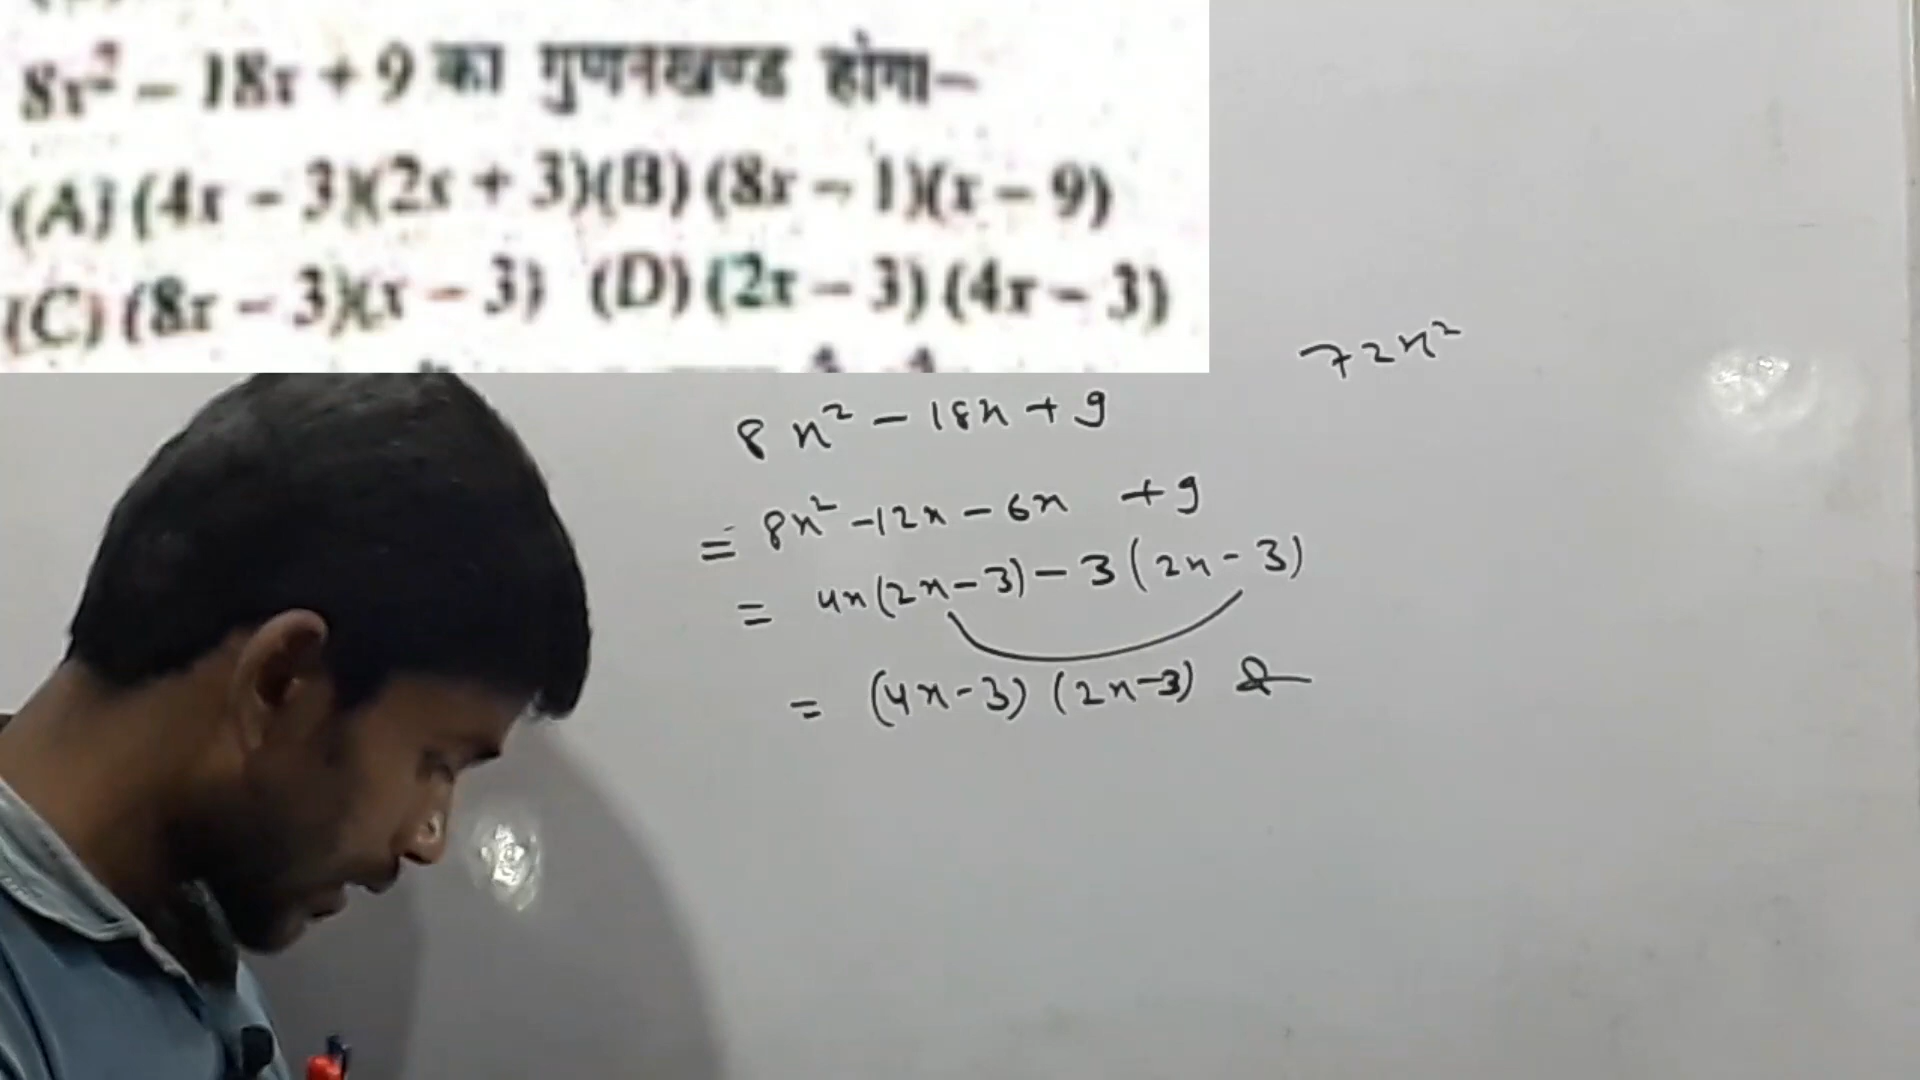 8x² - 18x + 9 का गुणनखण्ड होगा–
(A) (4x - 3)(2x + 3)(B) (8x - 1)(x - 9)
(C) (8x - 3)(x - 3) (D) (2x - 3) (4x - 3)
72x²
8x² - 18x + 9
= 8x² - 12x - 6x + 9
= 4x(2x - 3) - 3(2x - 3)
= (4x - 3) (2x - 3)